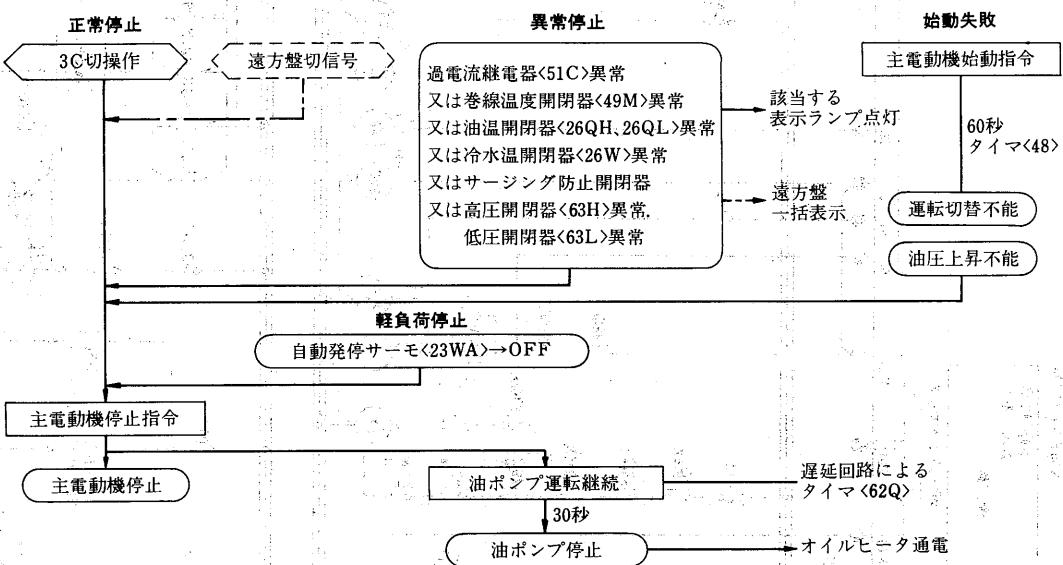 正常停止
3C切操作
遠方盤切信号
異常停止
過電流継電器<51C>異常
又は巻線温度開閉器<49M>異常
又は油温開閉器<26QH、26QL>異常
又は冷水温開閉器<26W>異常
又はサージング防止開閉器
又は高圧開閉器<63H>異常.
低圧開閉器<63L>異常
該当する
表示ランプ点灯
遠方盤
一括表示
始動失敗
主電動機始動指令
60秒
タイマ<48>
運転切替不能
油圧上昇不能
軽負荷停止
自動発停サーモ<23WA>→OFF
主電動機停止指令
主電動機停止
油ポンプ運転継続
遅延回路による
タイマ<62Q>
30秒
油ポンプ停止
オイルヒータ通電